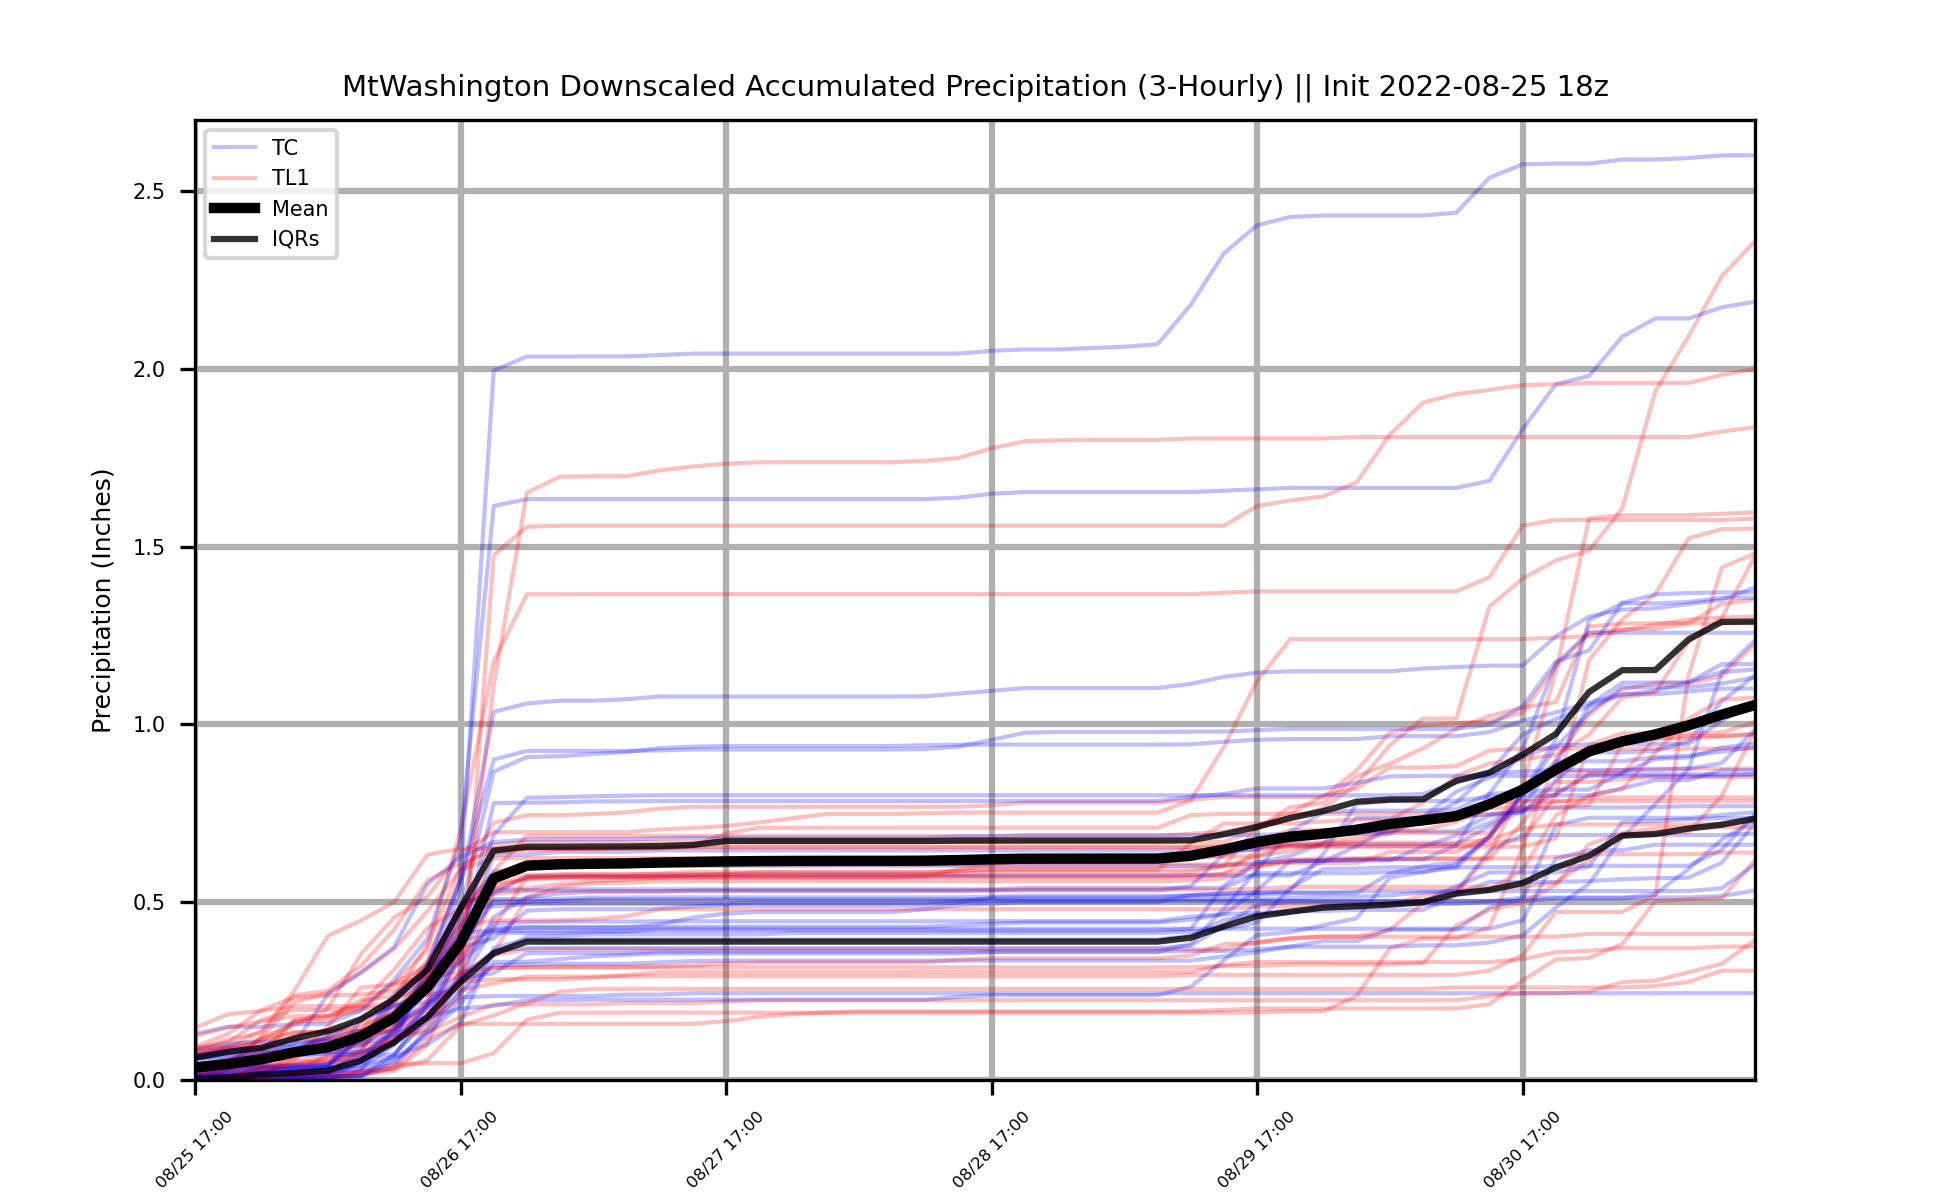 MtWashington Downscaled Accumulated Precipitation (3-Hourly) || Init 2022-08-25 18z
TC
TL1
Mean
IQRs
Precipitation (Inches)
2.5
2.0
1.5
1.0
0.5
0.0
08/25 17:00
08/26 17:00
08/27 17:00
08/28 17:00
08/29 17:00
08/30 17:00